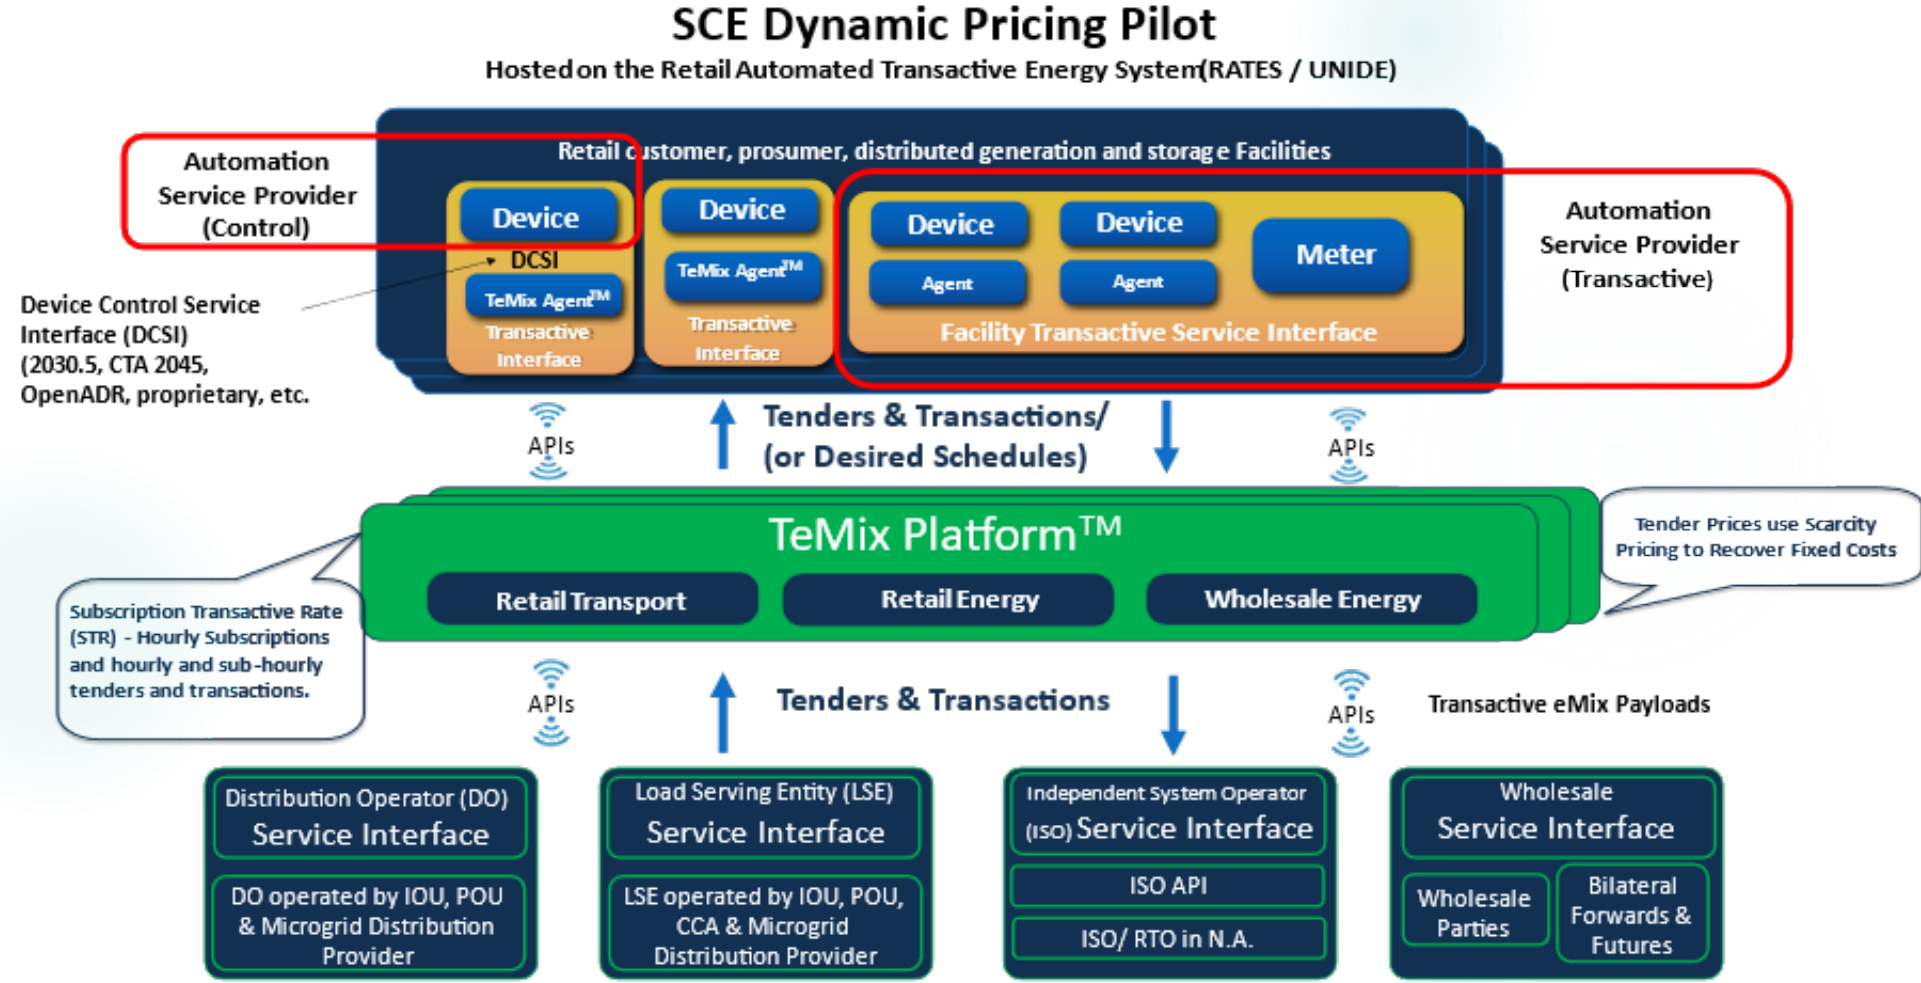 SCE Dynamic Pricing Pilot
Hosted on the Retail Automated Transactive Energy System(RATES / UNIDE)
Retail customer, prosumer, distributed generation and storage Facilities
Automation
Service Provider
(Control)
Device
DCSI
TeMix Agent™
Transactive
Interface
Device
TeMix Agent™
Transactive
Interface
Device
Agent
Device
Agent
Meter
Facility Transactive Service Interface
Automation
Service Provider
(Transactive)
Device Control Service
Interface (DCSI)
(2030.5, CTA 2045,
OpenADR, proprietary, etc.
APIs
Tenders & Transactions/
(or Desired Schedules)
APIs
TeMix Platform™
Retail Transport
Retail Energy
Wholesale Energy
Tender Prices use Scarcity
Pricing to Recover Fixed Costs
Subscription Transactive Rate
(STR) - Hourly Subscriptions
and hourly and sub-hourly
tenders and transactions.
APIs
Tenders & Transactions
APIs
Transactive eMix Payloads
Distribution Operator (DO)
Service Interface
DO operated by IOU, POU
& Microgrid Distribution
Provider
Load Serving Entity (LSE)
Service Interface
LSE operated by IOU, POU,
CCA & Microgrid
Distribution Provider
Independent System Operator
(ISO) Service Interface
ISO API
ISO/ RTO in N.A.
Wholesale
Service Interface
Wholesale
Parties
Bilateral
Forwards &
Futures